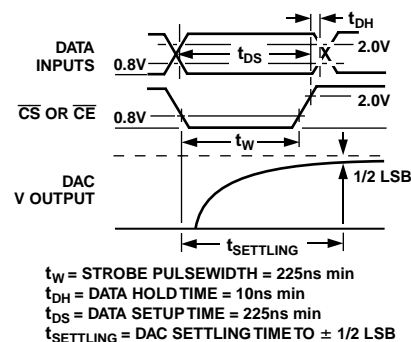 tDH
DATA
INPUTS
0.8V
tDS
X
2.0V
CS OR CE
0.8V
2.0V
tW
DAC
V OUTPUT
1/2 LSB
tSETTLING
tW = STROBE PULSEWIDTH = 225ns min
tDH = DATA HOLD TIME = 10ns min
tDS = DATA SETUP TIME = 225ns min
tSETTLING = DAC SETTLING TIME TO ± 1/2 LSB